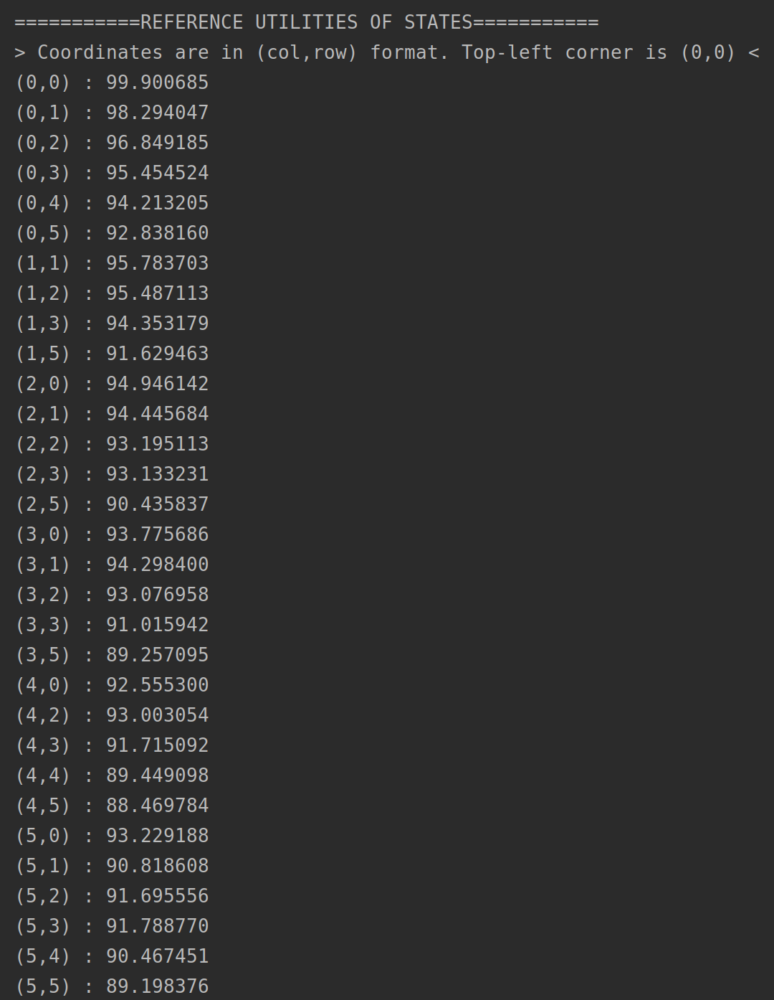 ===========REFERENCE UTILITIES OF STATES===========
> Coordinates are in (col,row) format. Top-left corner is (0,0) <
(0,0) : 99.900685
(0,1) : 98.294047
(0,2) : 96.849185
(0,3) : 95.454524
(0,4) : 94.213205
(0,5) : 92.838160
(1,1) : 95.783703
(1,2) : 95.487113
(1,3) : 94.353179
(1,5) : 91.629463
(2,0) : 94.946142
(2,1) : 94.445684
(2,2) : 93.195113
(2,3) : 93.133231
(2,5) : 90.435837
(3,0) : 93.775686
(3,1) : 94.298400
(3,2) : 93.076958
(3,3) : 91.015942
(3,5) : 89.257095
(4,0) : 92.555300
(4,2) : 93.003054
(4,3) : 91.715092
(4,4) : 89.449098
(4,5) : 88.469784
(5,0) : 93.229188
(5,1) : 90.818608
(5,2) : 91.695556
(5,3) : 91.788770
(5,4) : 90.467451
(5,5) : 89.198376